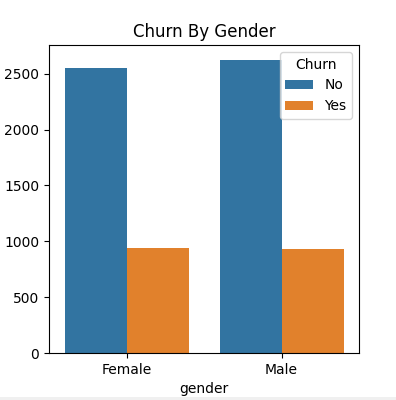 Churn By Gender
Churn
No
Yes
2500
2000
1500
1000
500
0
Female Male
gender